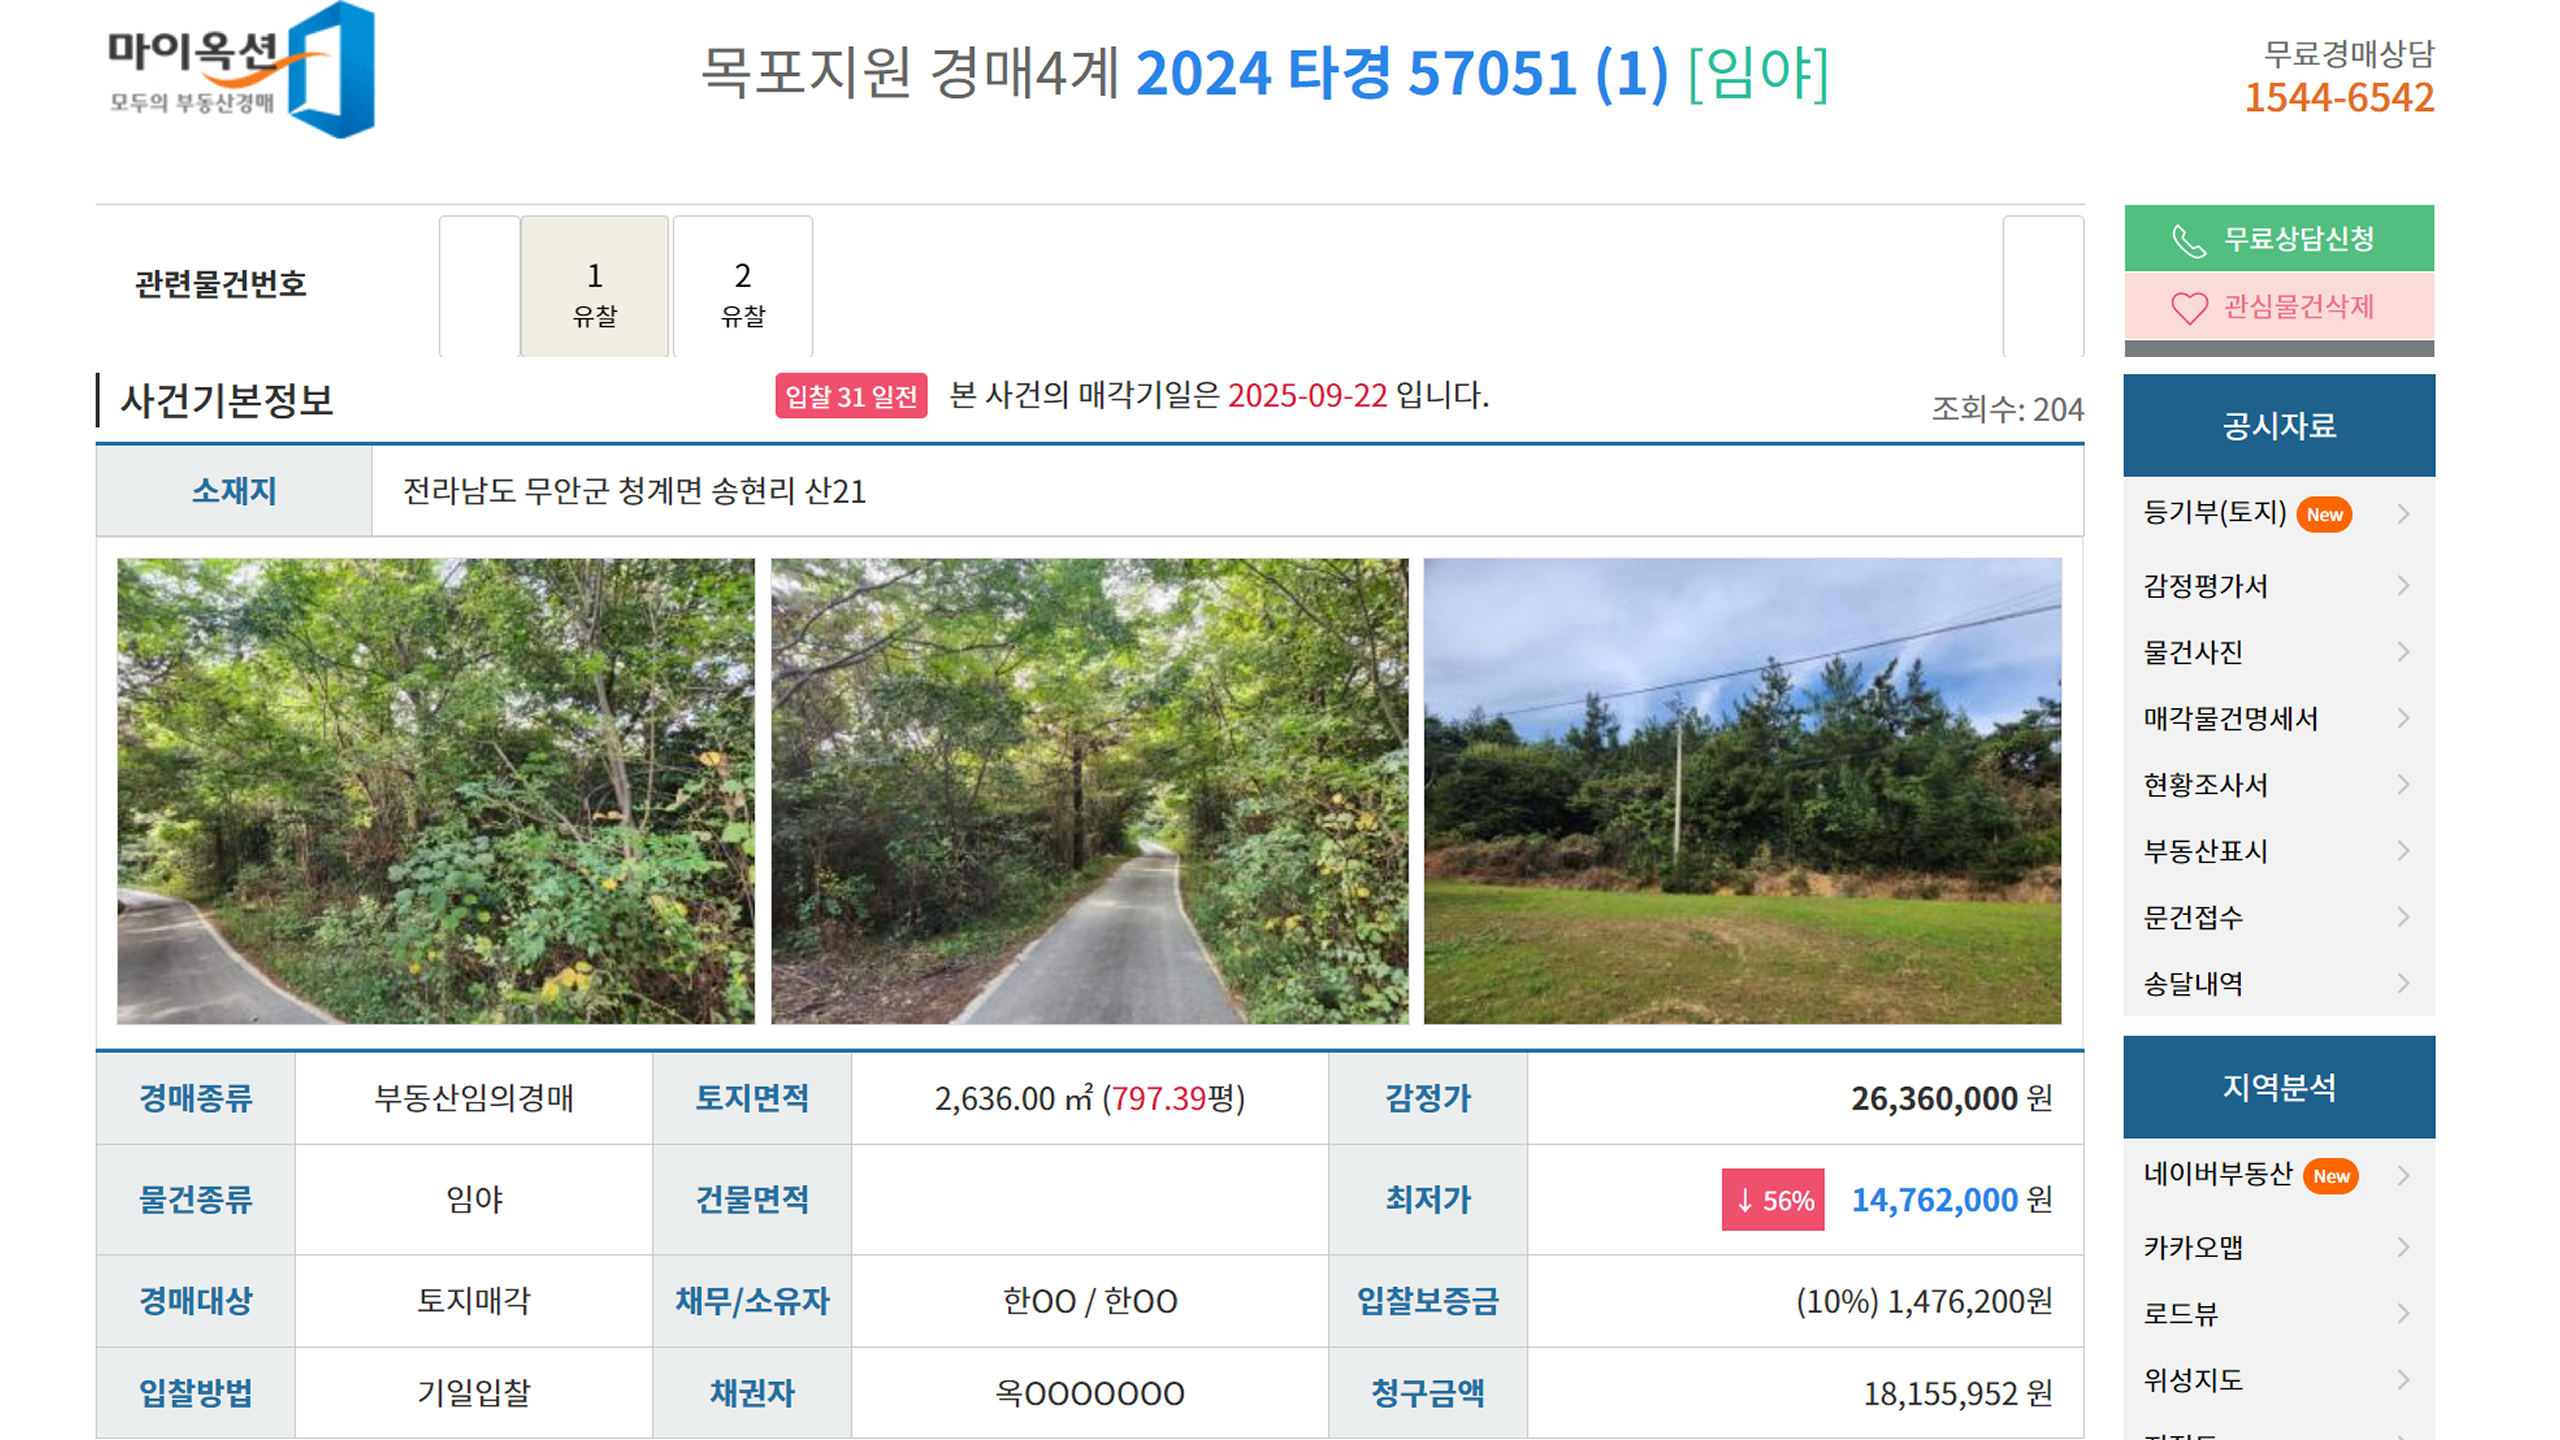 마이옥션
모두의 부동산경매
목포지원 경매4계 2024 타경 57051 (1) [임야]
무료경매상담
1544-6542
관련물건번호
1
유찰
2
유찰
무료상담신청
관심물건삭제
사건기본정보
입찰 31 일전 본 사건의 매각기일은 2025-09-22 입니다.
조회수: 204
소재지 전라남도 무안군 청계면 송현리 산21
경매종류 부동산임의경매 토지면적 2,636.00 ㎡ (797.39평) 감정가 26,360,000 원
물건종류 임야 건물면적 최저가 ↓ 56% 14,762,000 원
경매대상 토지매각 채무/소유자 한OO / 한OO 입찰보증금 (10%) 1,476,200원
입찰방법 기일입찰 채권자 옥OOOOOOO 청구금액 18,155,952 원
공시자료
등기부(토지) New
감정평가서
물건사진
매각물건명세서
현황조사서
부동산표시
문건접수
송달내역
지역분석
네이버부동산 New
카카오맵
로드뷰
위성지도